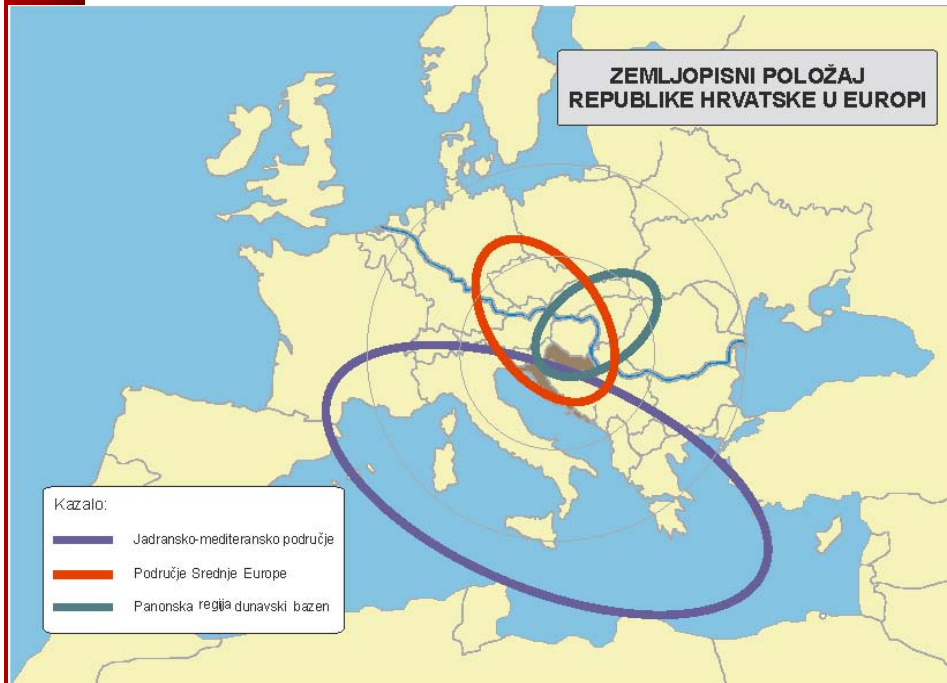 ZEMLJOPISNI POLOŽAJ
REPUBLIKE HRVATSKE U EUROPI
Kazalo:
Jadransko-mediteransko područje
Područje Srednje Europe
Panonska regija dunavski bazen